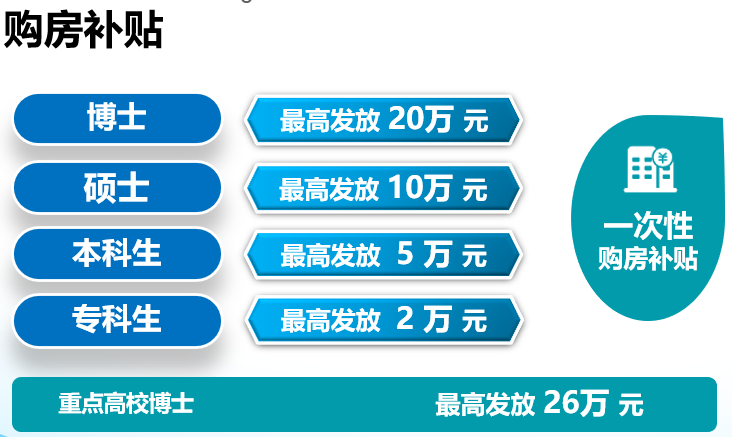 购房补贴
博士 最高发放 20万 元
硕士 最高发放 10万 元
本科生 最高发放 5 万 元
专科生 最高发放 2 万 元
¥
一次性
购房补贴
重点高校博士 最高发放 26万 元